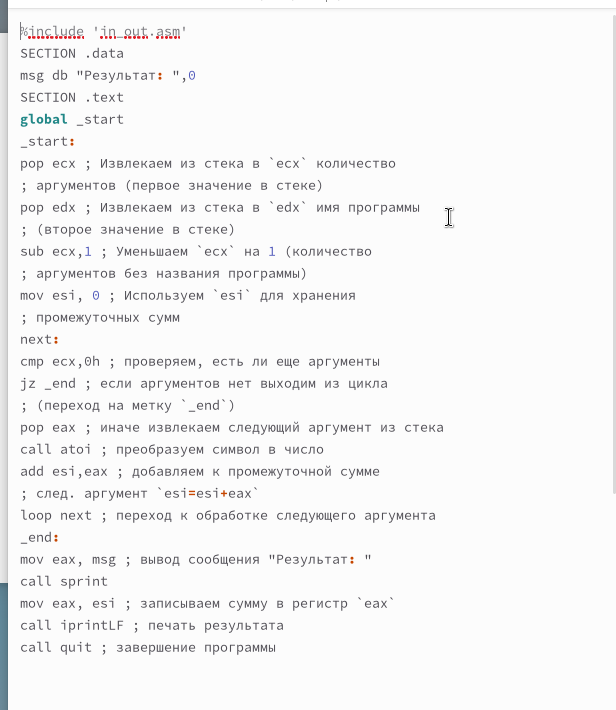 %include 'in_out.asm'
SECTION .data
msg db "Результат: ",0
SECTION .text
global _start
_start:
pop ecx ; Извлекаем из стека в `ecx` количество
; аргументов (первое значение в стеке)
pop edx ; Извлекаем из стека в `edx` имя программы
; (второе значение в стеке)
sub ecx,1 ; Уменьшаем `ecx` на 1 (количество
; аргументов без названия программы)
mov esi, 0 ; Используем `esi` для хранения
; промежуточных сумм
next:
cmp ecx,0h ; проверяем, есть ли еще аргументы
jz _end ; если аргументов нет выходим из цикла
; (переход на метку `_end`)
pop eax ; иначе извлекаем следующий аргумент из стека
call atoi ; преобразуем символ в число
add esi,eax ; добавляем к промежуточной сумме
; след. аргумент `esi=esi+eax`
loop next ; переход к обработке следующего аргумента
_end:
mov eax, msg ; вывод сообщения "Результат: "
call sprint
mov eax, esi ; записываем сумму в регистр `eax`
call iprintLF ; печать результата
call quit ; завершение программы